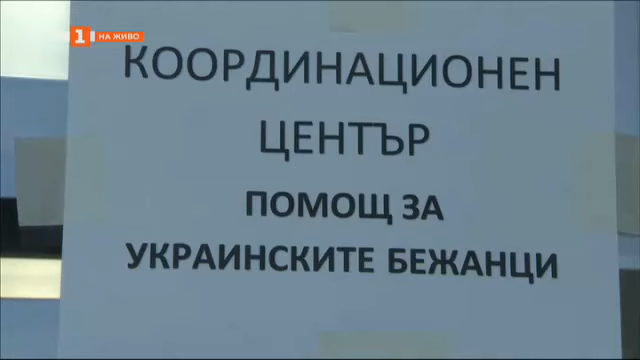 1 НА ЖИВО
КООРДИНАЦИОНЕН
ЦЕНТЪР
ПОМОЩ ЗА
УКРАИНСКИТЕ БЕЖАНЦИ